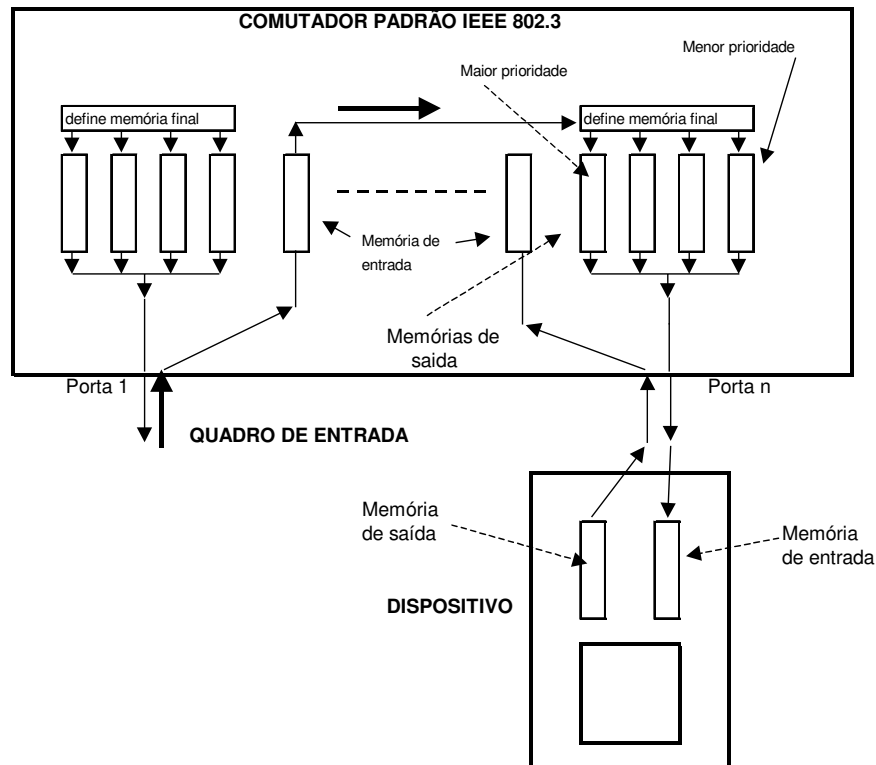 COMUTADOR PADRÃO IEEE 802.3
Menor prioridade
Maior prioridade
define memória final
define memória final
Memória de
entrada
Memórias de
saida
Porta 1
Porta n
QUADRO DE ENTRADA
Memória
de saída
Memória
de entrada
DISPOSITIVO